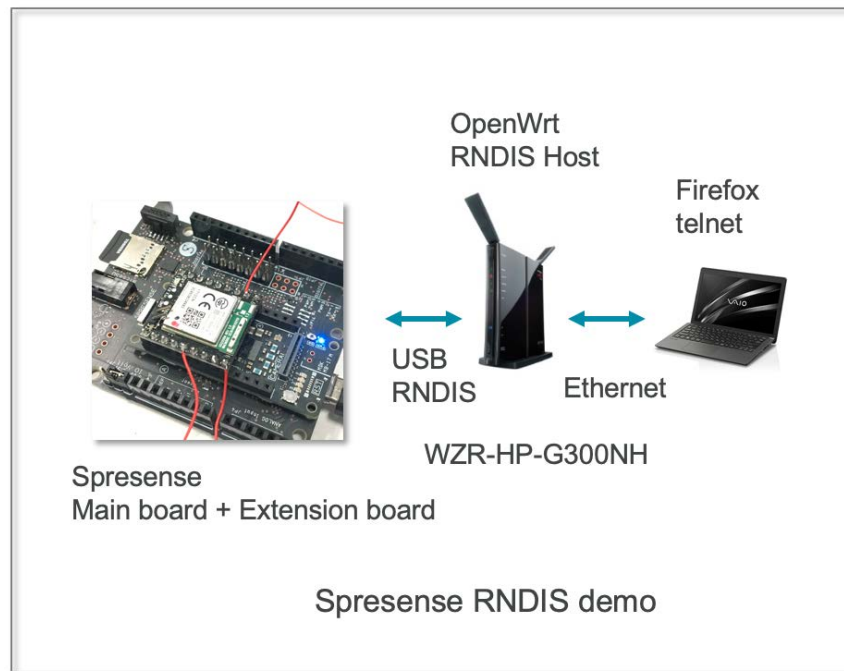 OpenWrt
RNDIS Host
Firefox
telnet
VAIO
USB
RNDIS
Ethernet
WZR-HP-G300NH
Spresense
Main board + Extension board
Spresense RNDIS demo